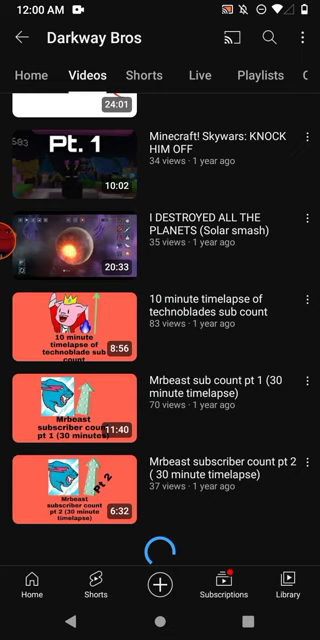 12:00 AM
Darkway Bros
Home Videos Shorts Live Playlists C
24:01
583
Pt. 1
10:02
Minecraft! Skywars: KNOCK
HIM OFF
34 views · 1 year ago
20:33
I DESTROYED ALL THE
PLANETS (Solar smash)
35 views · 1 year ago
10 minute
timelapse of
technoblades sub
count
8:56
10 minute timelapse of
technoblades sub count
83 views · 1 year ago
Mrbeast
subscriber count
pt 1 (30 minutes)
11:40
Mrbeast sub count pt 1 (30
minute timelapse)
70 views · 1 year ago
Pt 2
Mrbeast
subscriber count
pt 2 (30 minute
timelapse)
6:32
Mrbeast subscriber count pt 2
( 30 minute timelapse)
37 views · 1 year ago
Home Shorts Subscriptions Library